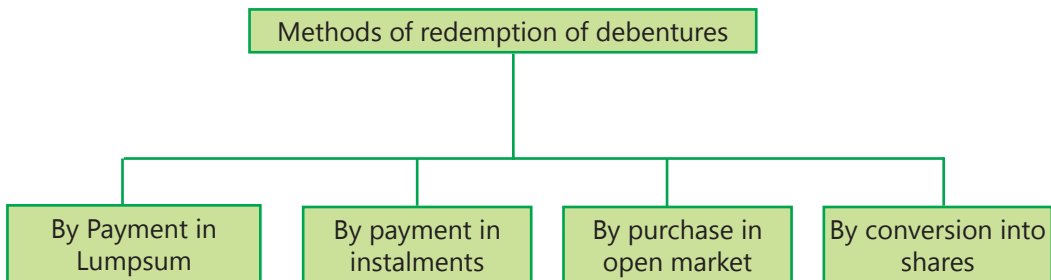 Methods of redemption of debentures
By Payment in
Lumpsum
By payment in
instalments
By purchase in
open market
By conversion into
shares